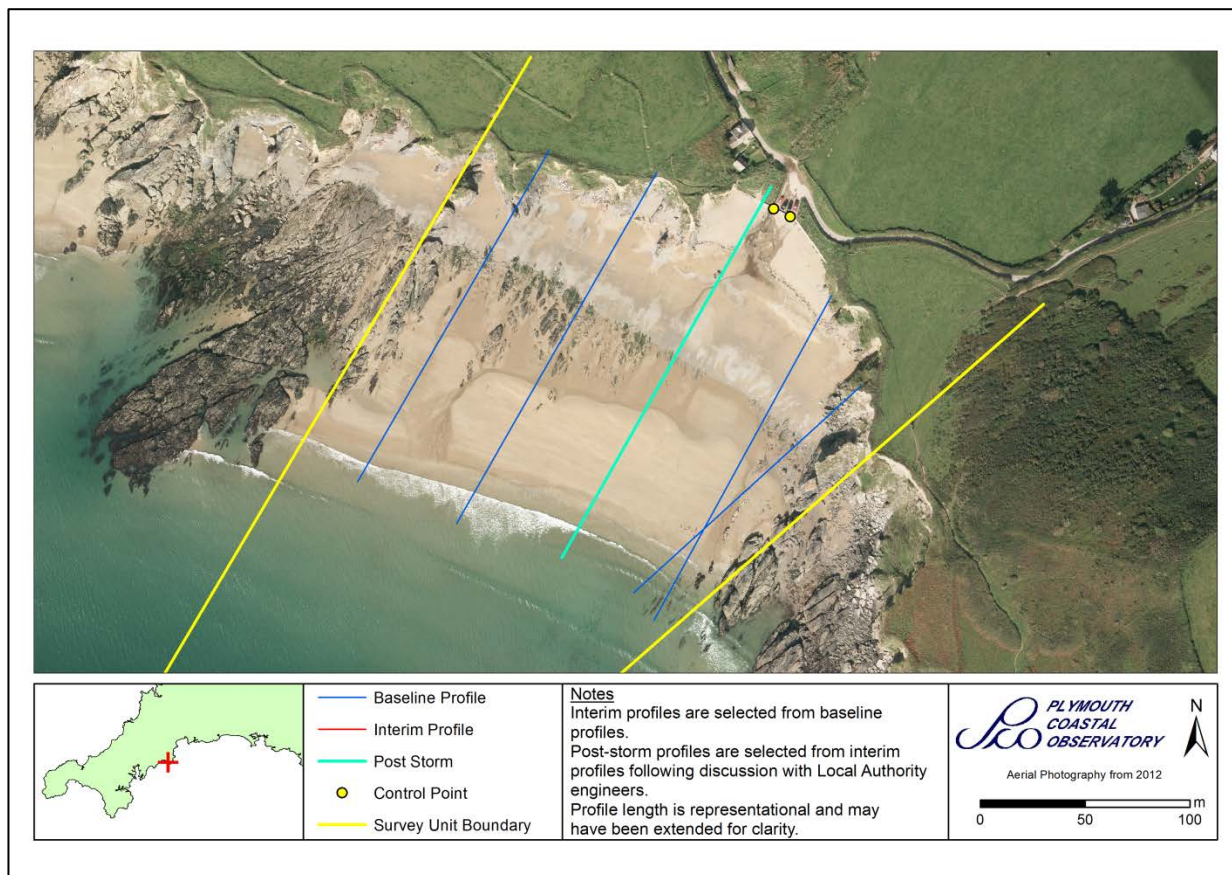 Baseline Profile
Interim Profile
Post Storm
Control Point
Survey Unit Boundary
Notes
Interim profiles are selected from baseline
profiles.
Post-storm profiles are selected from interim
profiles following discussion with Local Authority
engineers.
Profile length is representational and may
have been extended for clarity.
PCO
PLYMOUTH
COASTAL
OBSERVATORY
N
Aerial Photography from 2012
m
0 50 100